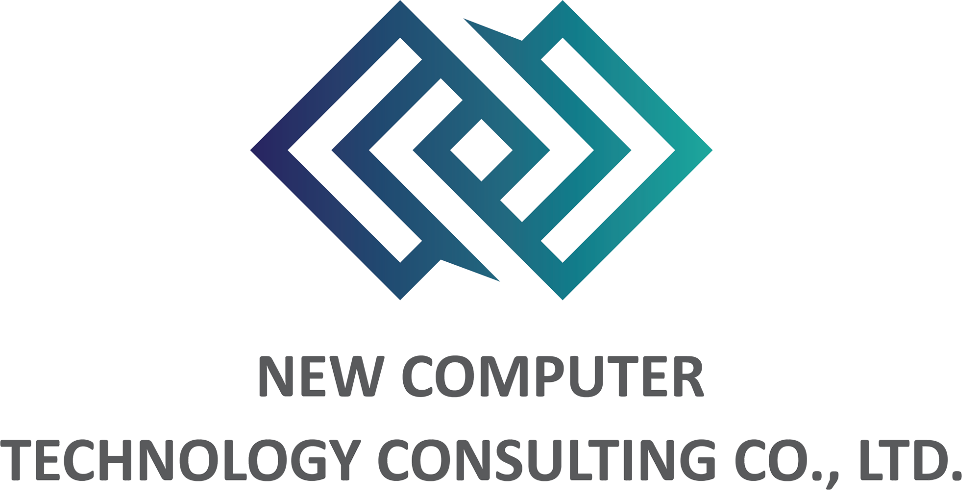 NEW COMPUTER
TECHNOLOGY CONSULTING CO., LTD.